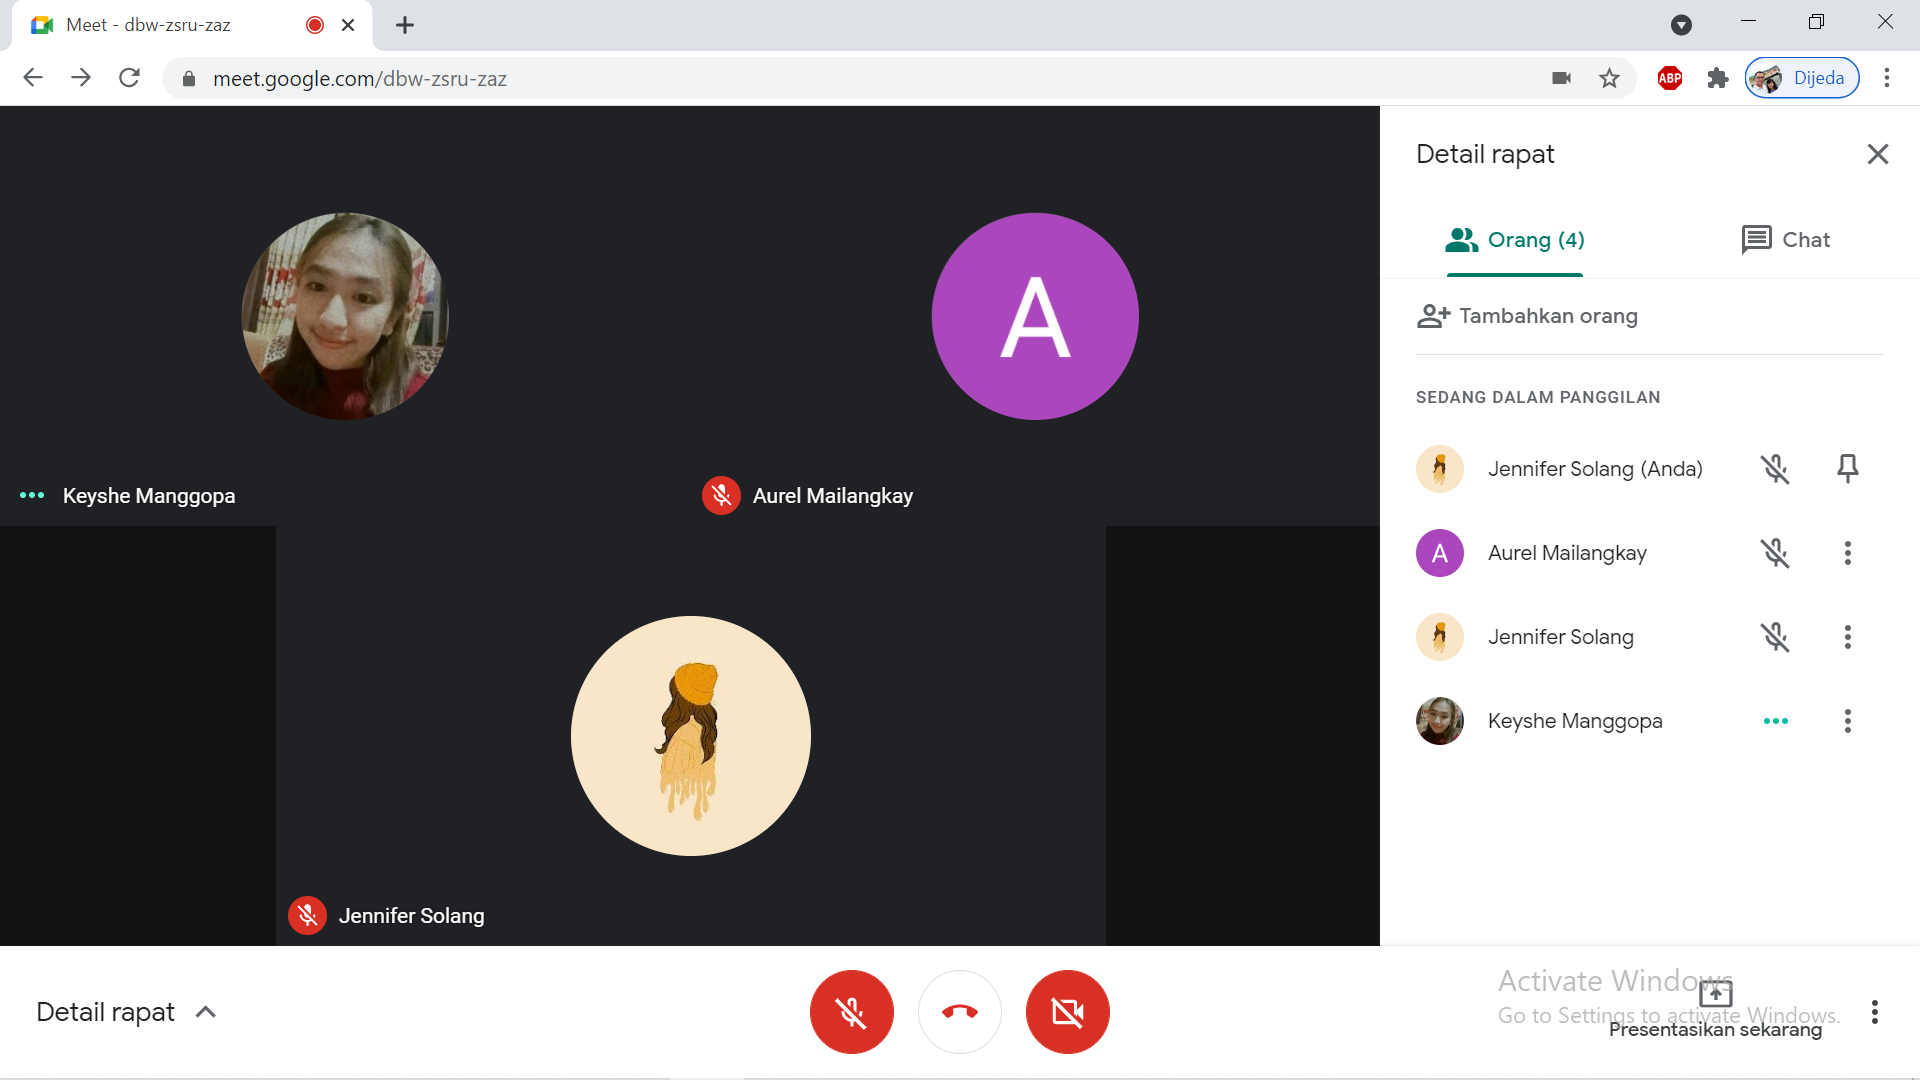 Meet - dbw-zsru-zaz
meet.google.com/dbw-zsru-zaz
ABP
Dijeda
A
Keyshe Manggopa
Aurel Mailangkay
Jennifer Solang
Detail rapat
Orang (4)
Chat
Tambahkan orang
SEDANG DALAM PANGGILAN
Jennifer Solang (Anda)
A
Aurel Mailangkay
Jennifer Solang
Keyshe Manggopa
Detail rapat
Activate Windows
Go to Settings to activate Windows.
Presentasikan sekarang